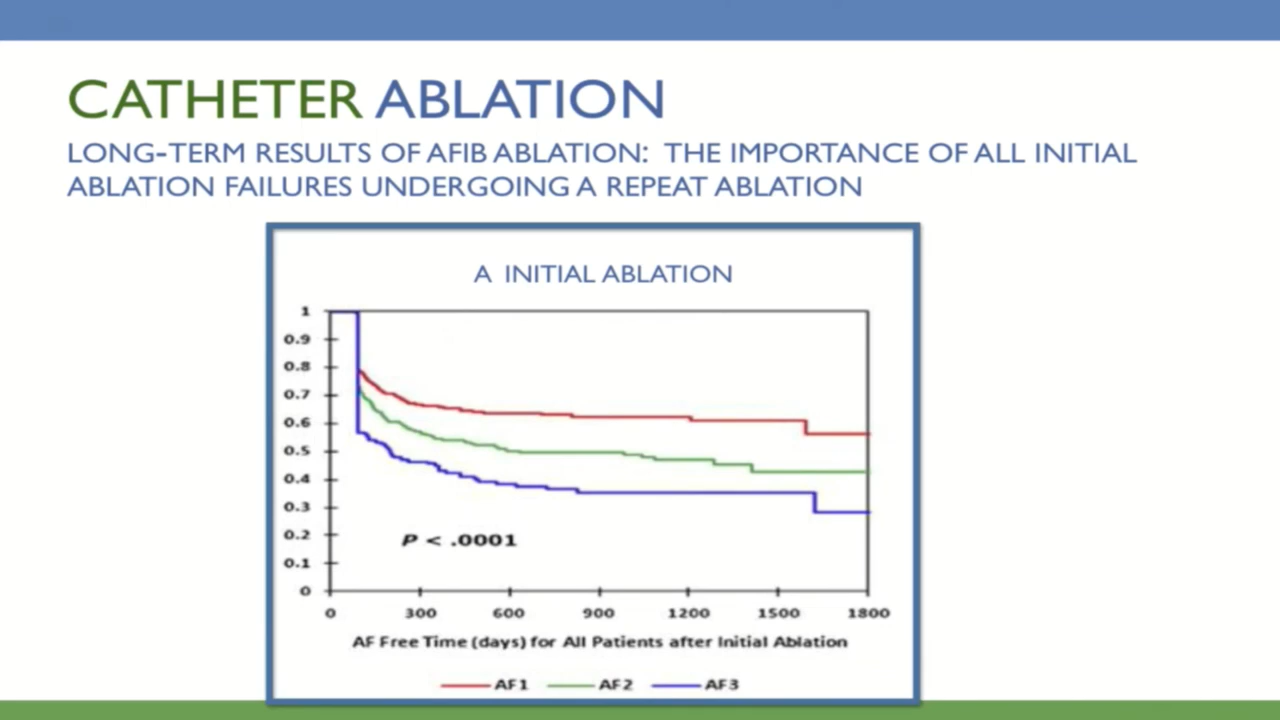 CATHETER ABLATION
LONG-TERM RESULTS OF AFIB ABLATION: THE IMPORTANCE OF ALL INITIAL
ABLATION FAILURES UNDERGOING A REPEAT ABLATION
A INITIAL ABLATION
1
0.9
0.8
0.7
0.6
0.5
0.4
0.3
0.2
0.1
0
P < .0001
0 300 600 900 1200 1500 1800
AF Free Time (days) for All Patients after Initial Ablation
AF1 AF2 AF3